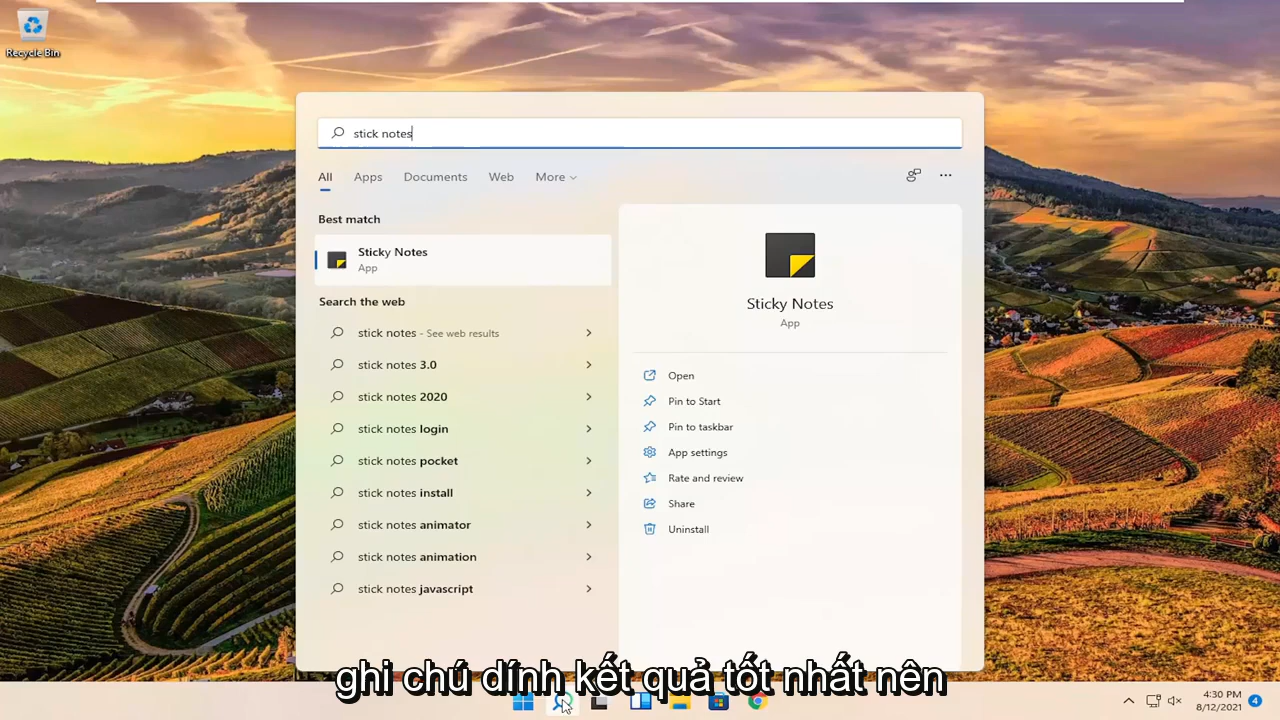 Recycle Bin
stick notes
All Apps Documents Web More
Best match
Sticky Notes
App
Search the web
stick notes - See web results
stick notes 3.0
stick notes 2020
stick notes login
stick notes pocket
stick notes install
stick notes animator
stick notes animation
stick notes javascript
Sticky Notes
App
Open
Pin to Start
Pin to taskbar
App settings
Rate and review
Share
Uninstall
ghi chú dính kết quả tốt nhất nên
4:30 PM
8/12/2021
4